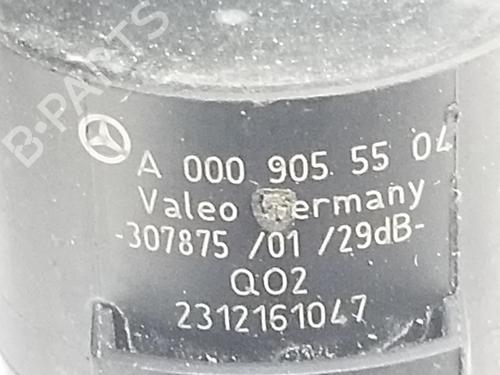 B-PARTS
A 000 905 55 04
Valeo Germany
-307875 /01 /29dB-
QO2
2312161047